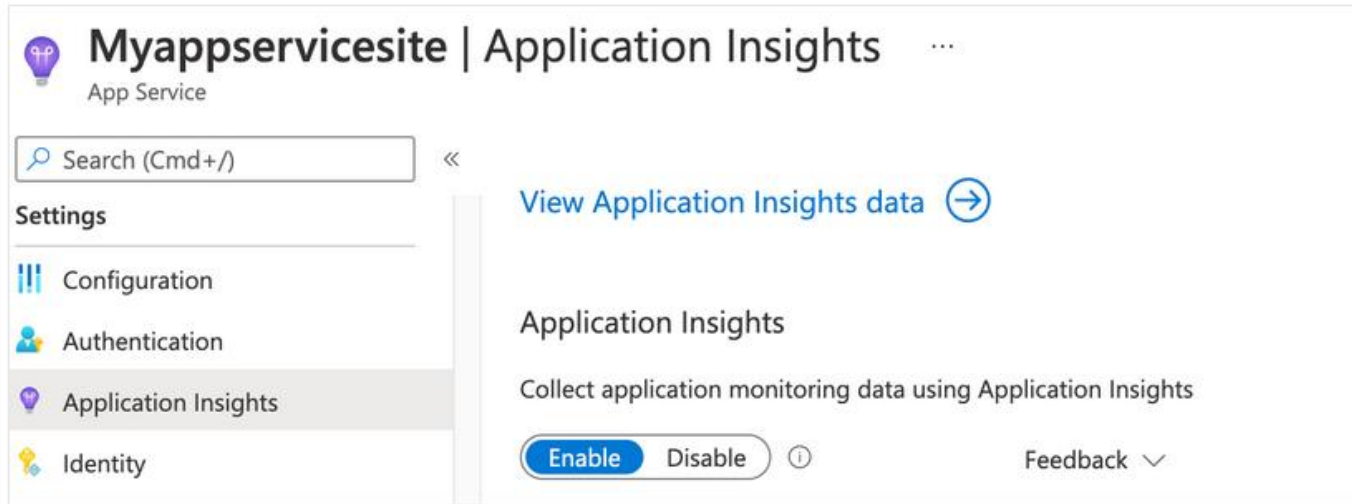 Myappservicesite | Application Insights ...
App Service
Search (Cmd+/)
«
View Application Insights data
Settings
Configuration
Authentication
Application Insights
Identity
Application Insights
Collect application monitoring data using Application Insights
Enable Disable
Feedback